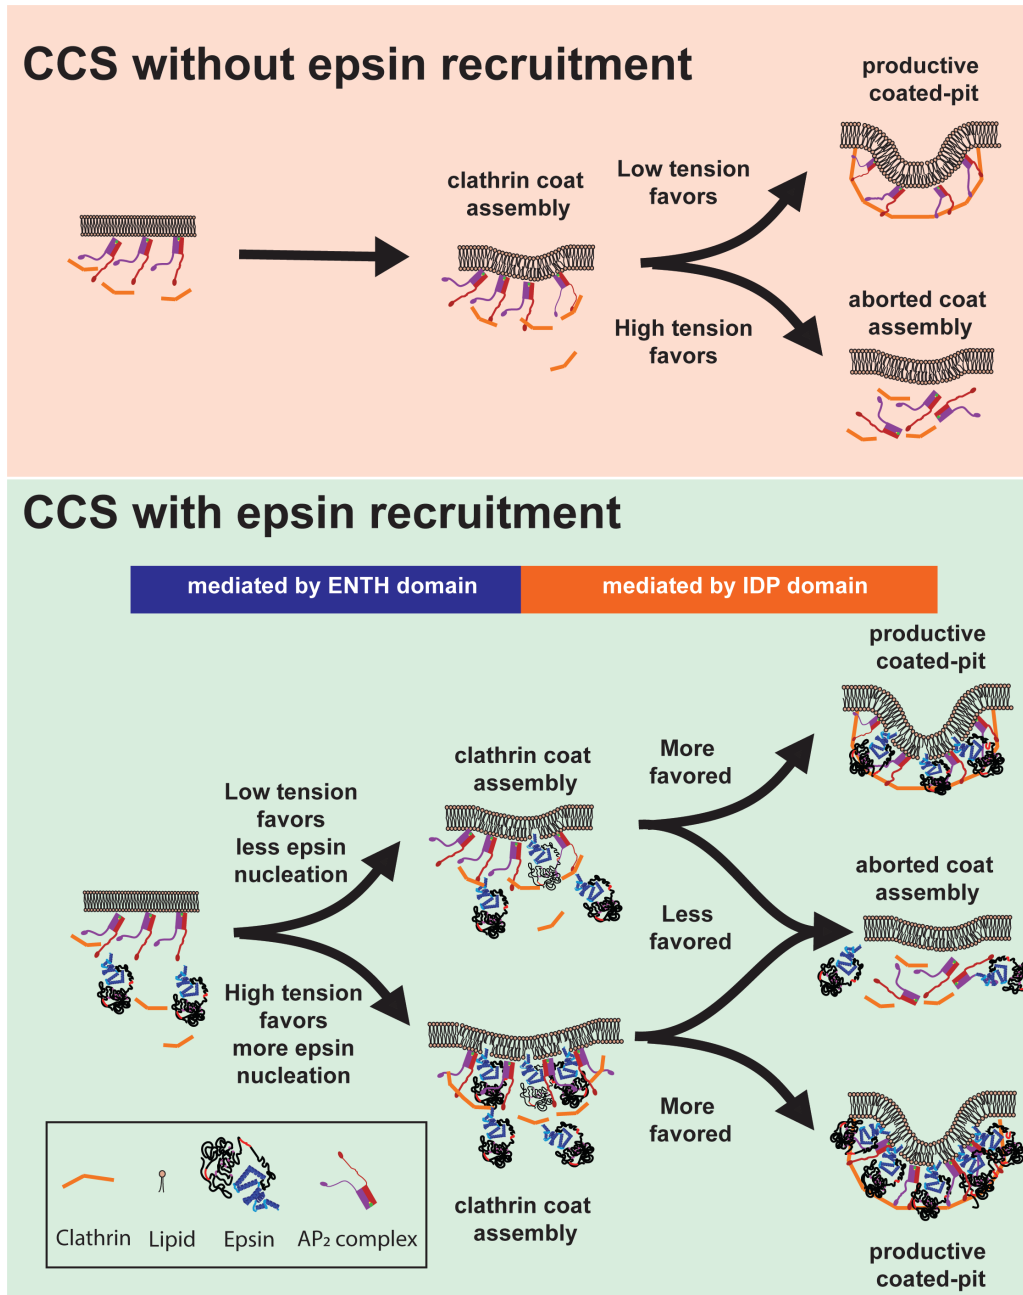 CCS without epsin recruitment
productive
coated-pit
clathrin coat
assembly
Low tension
favors
High tension
favors
aborted coat
assembly
CCS with epsin recruitment
mediated by ENTH domain
mediated by IDP domain
productive
coated-pit
clathrin coat
assembly
More
favored
Low tension
favors
less epsin
nucleation
aborted coat
assembly
Less
favored
High tension
favors
more epsin
nucleation
More
favored
clathrin coat
assembly
productive
coated-pit
Clathrin
Lipid
Epsin
AP₂ complex